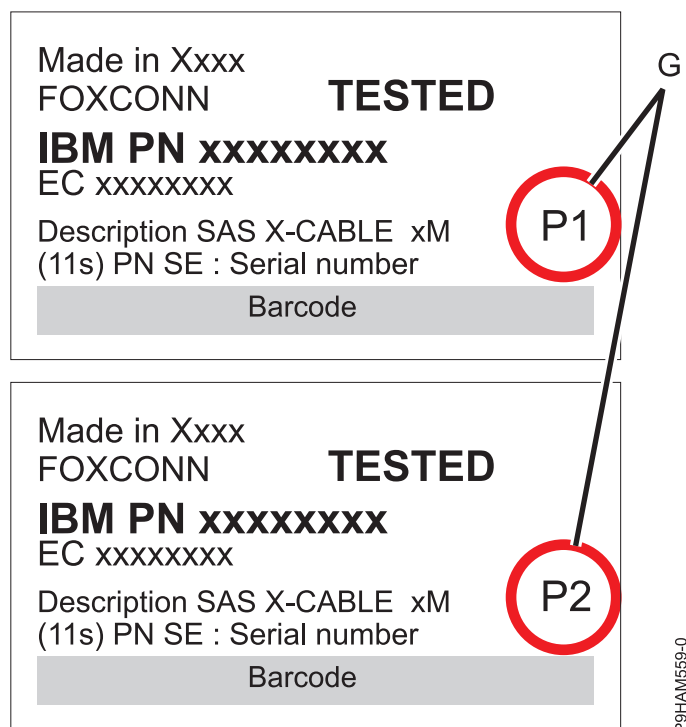 Made in Xxxx
FOXCONN TESTED
IBM PN xxxxxxxx
EC xxxxxxxx
Description SAS X-CABLE xM
(11s) PN SE : Serial number
Barcode
P1
G
Made in Xxxx
FOXCONN TESTED
IBM PN xxxxxxxx
EC xxxxxxxx
Description SAS X-CABLE xM
(11s) PN SE : Serial number
Barcode
P2
P9HAM559-0